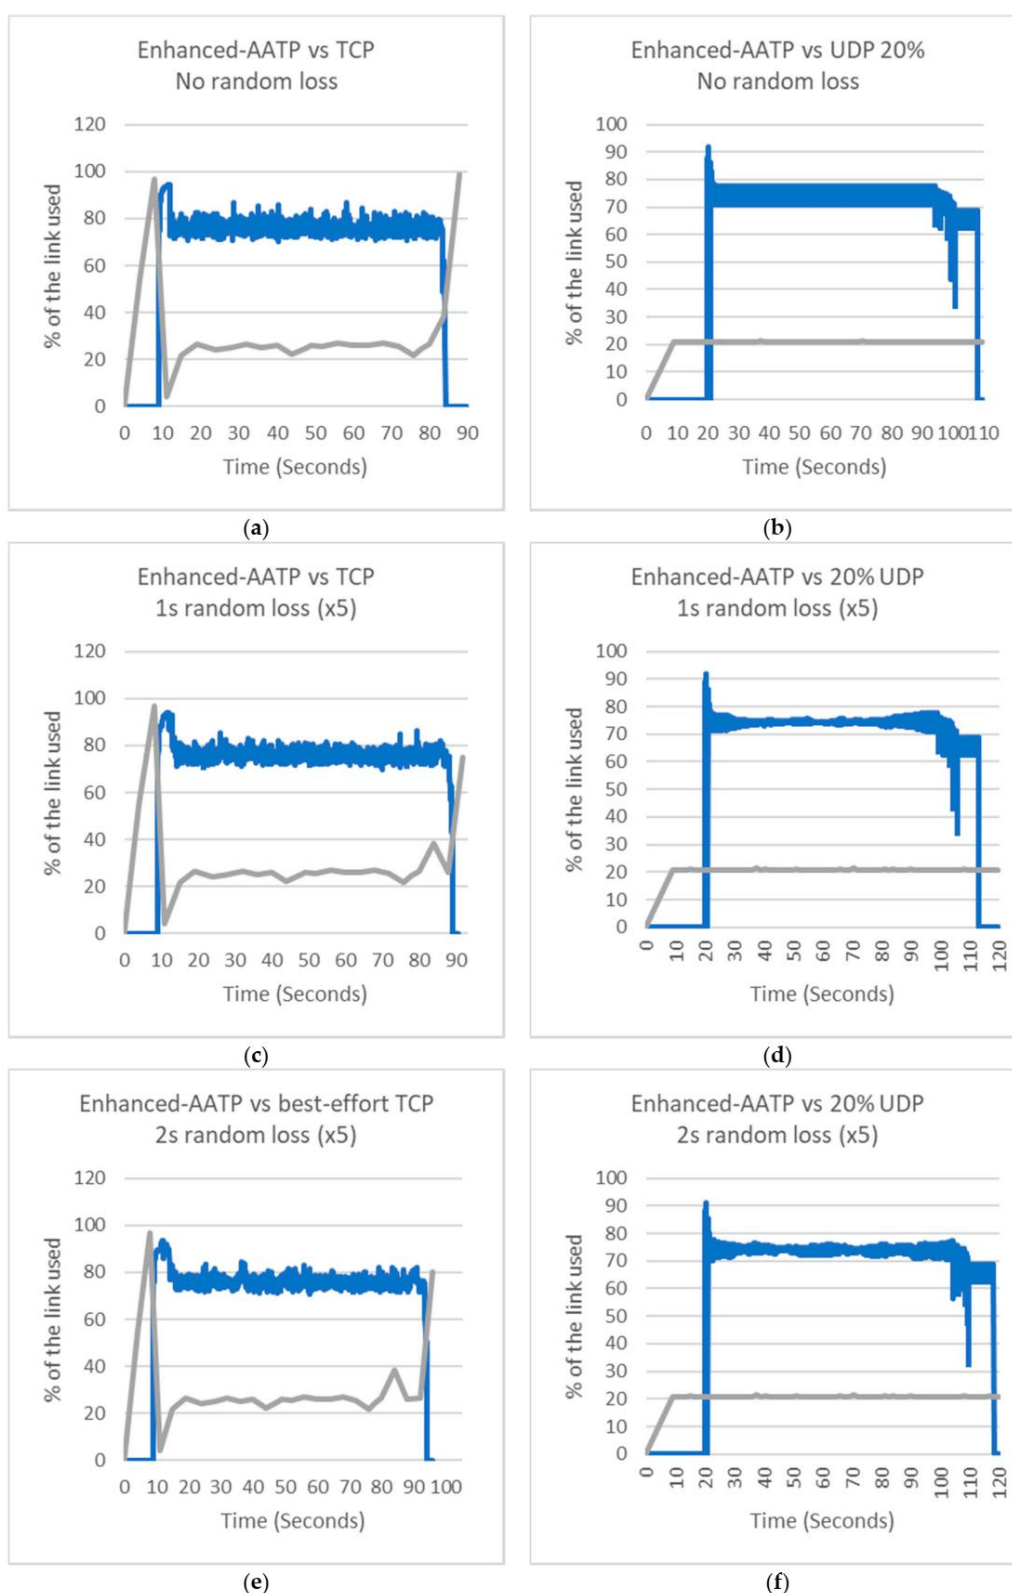 Enhanced-AATP vs TCP
No random loss
% of the link used
120
100
80
60
40
20
0
0 10 20 30 40 50 60 70 80 90
Time (Seconds)
(a)
Enhanced-AATP vs UDP 20%
No random loss
% of the link used
100
90
80
70
60
50
40
30
20
10
0
0 10 20 30 40 50 60 70 80 90 100 110
Time (Seconds)
(b)
Enhanced-AATP vs TCP
1s random loss (x5)
% of the link used
120
100
80
60
40
20
0
0 10 20 30 40 50 60 70 80 90
Time (Seconds)
(c)
Enhanced-AATP vs 20% UDP
1s random loss (x5)
% of the link used
100
90
80
70
60
50
40
30
20
10
0
0 10 20 30 40 50 60 70 80 90 100 110 120
Time (Seconds)
(d)
Enhanced-AATP vs best-effort TCP
2s random loss (x5)
% of the link used
120
100
80
60
40
20
0
0 10 20 30 40 50 60 70 80 90 100
Time (Seconds)
(e)
Enhanced-AATP vs 20% UDP
2s random loss (x5)
% of the link used
100
90
80
70
60
50
40
30
20
10
0
0 10 20 30 40 50 60 70 80 90 100 110 120
Time (Seconds)
(f)